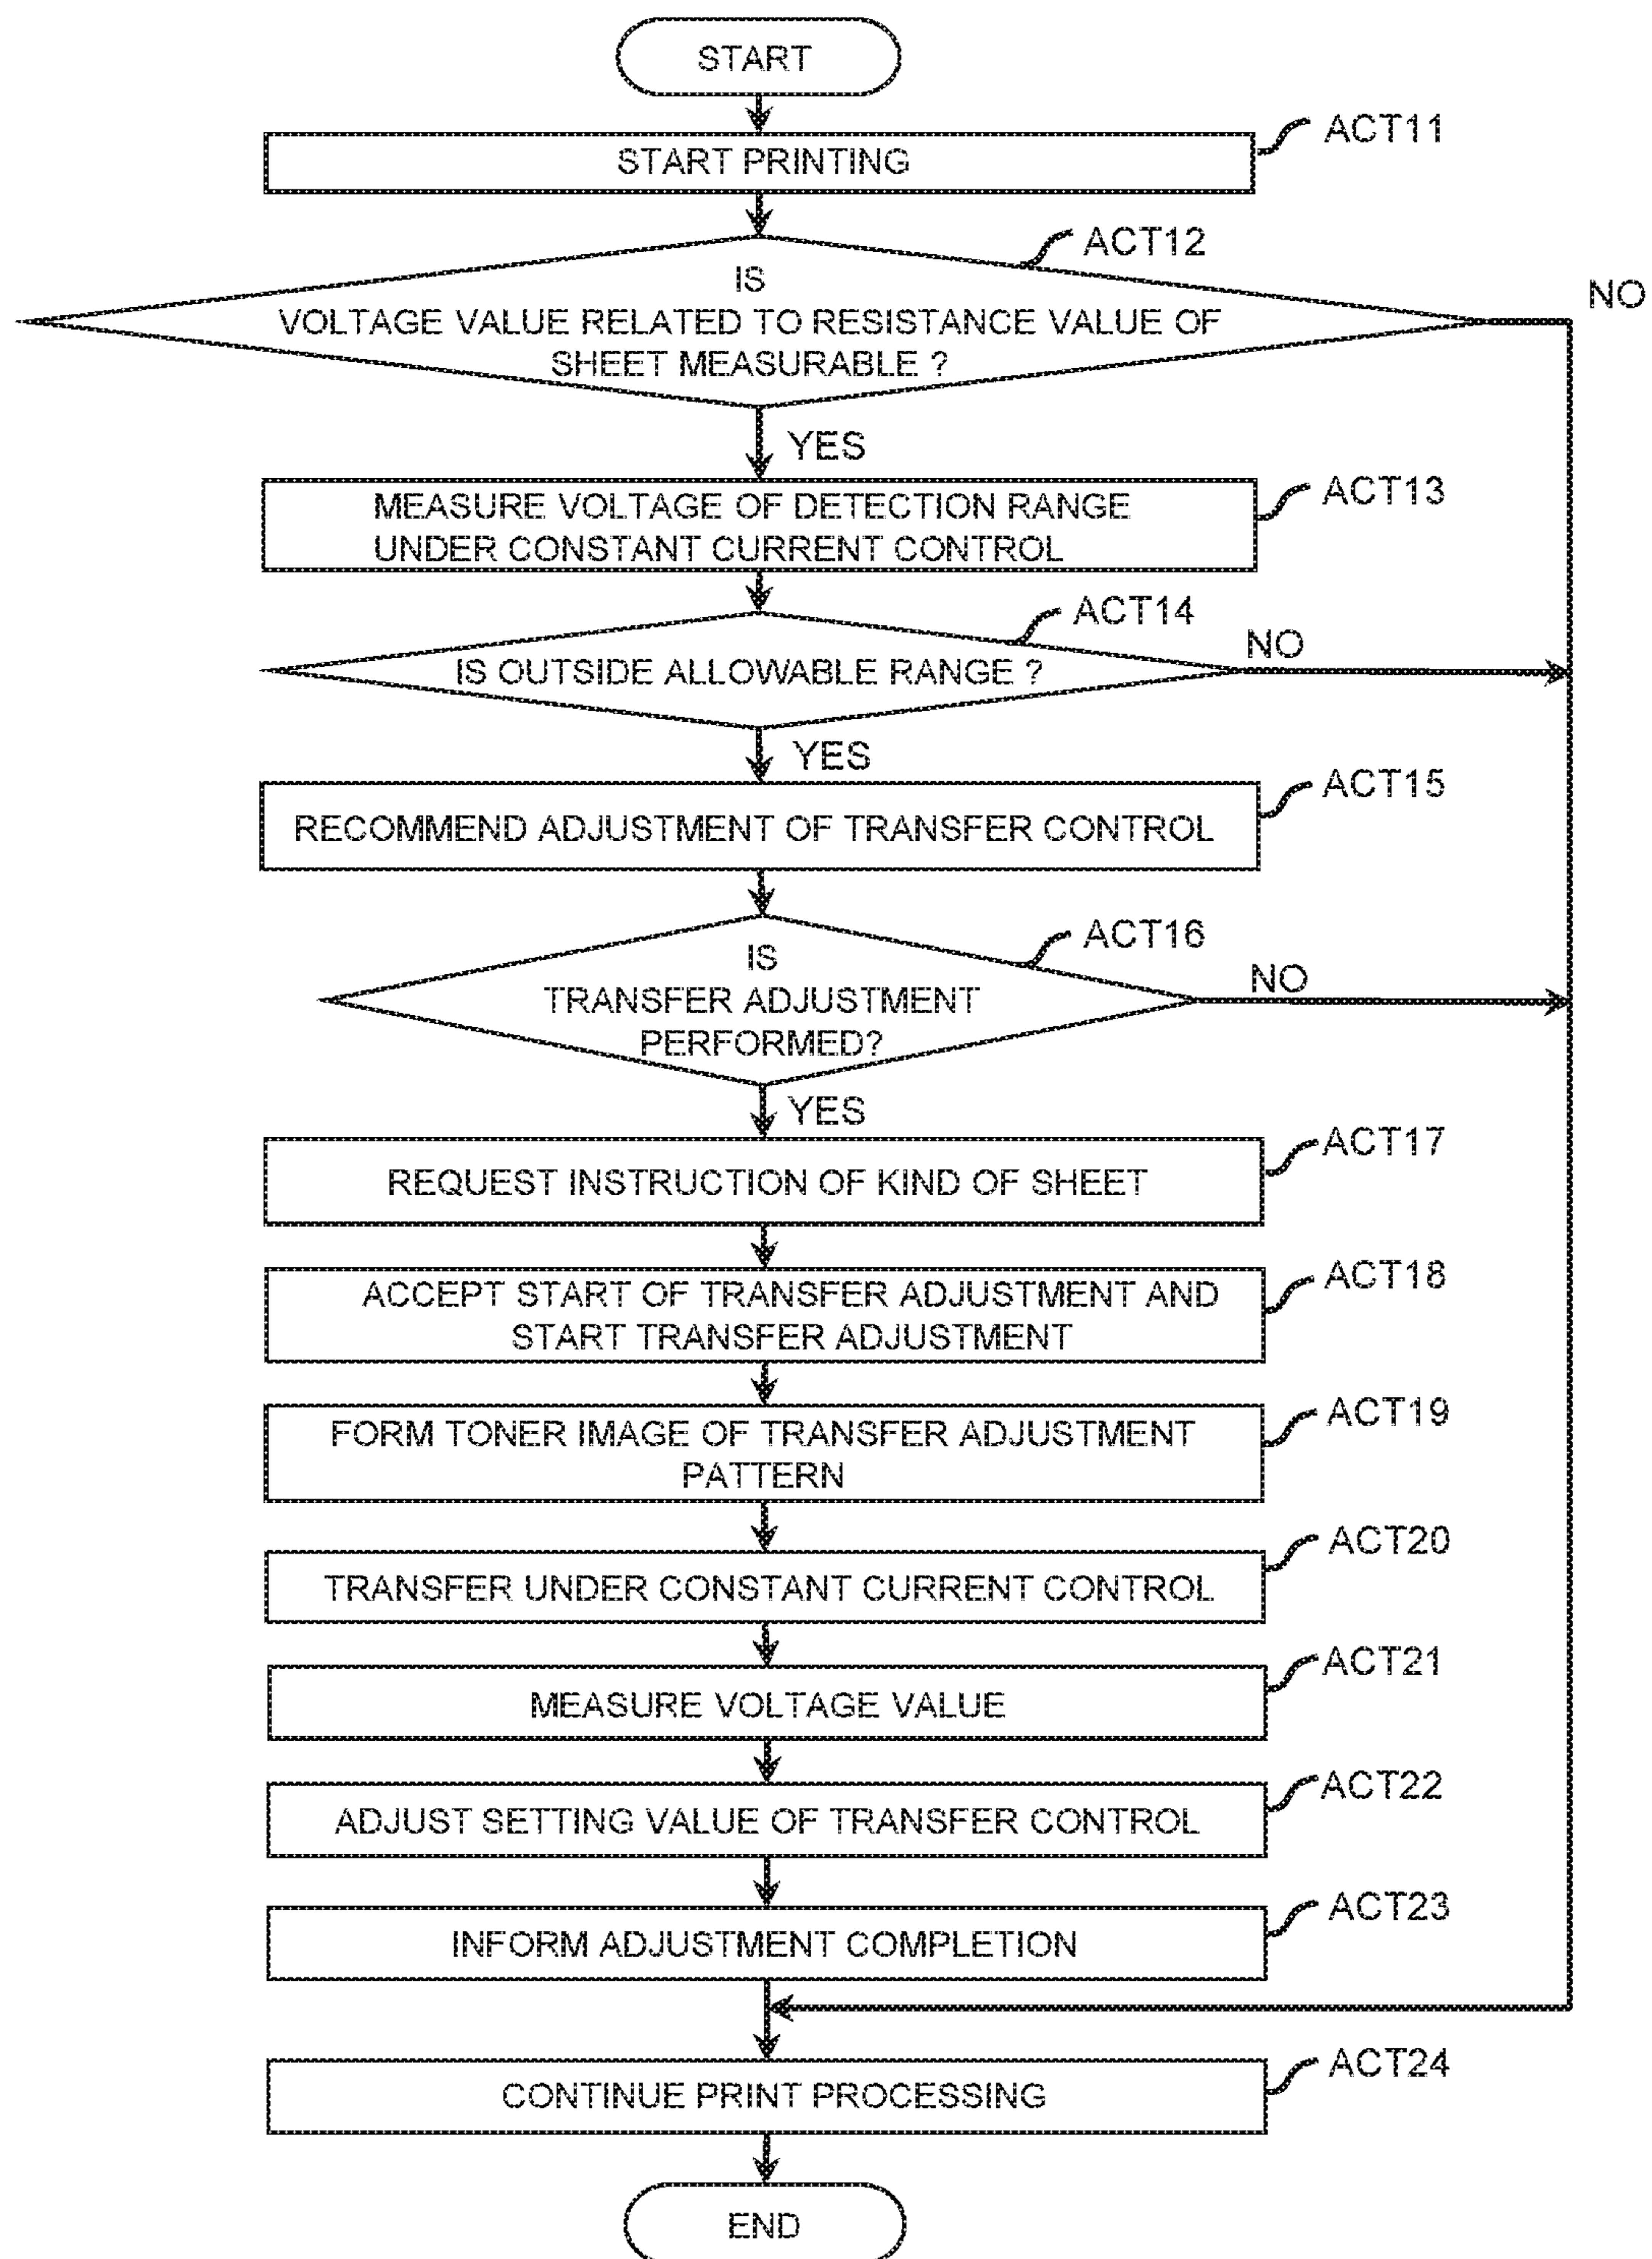 START
START PRINTING
ACT11
ACT12
IS
VOLTAGE VALUE RELATED TO RESISTANCE VALUE OF
SHEET MEASURABLE ?
NO
YES
MEASURE VOLTAGE OF DETECTION RANGE
UNDER CONSTANT CURRENT CONTROL
ACT13
ACT14
IS OUTSIDE ALLOWABLE RANGE ?
NO
YES
RECOMMEND ADJUSTMENT OF TRANSFER CONTROL
ACT15
ACT16
IS
TRANSFER ADJUSTMENT
PERFORMED?
NO
YES
REQUEST INSTRUCTION OF KIND OF SHEET
ACT17
ACCEPT START OF TRANSFER ADJUSTMENT AND
START TRANSFER ADJUSTMENT
ACT18
FORM TONER IMAGE OF TRANSFER ADJUSTMENT
PATTERN
ACT19
TRANSFER UNDER CONSTANT CURRENT CONTROL
ACT20
MEASURE VOLTAGE VALUE
ACT21
ADJUST SETTING VALUE OF TRANSFER CONTROL
ACT22
INFORM ADJUSTMENT COMPLETION
ACT23
CONTINUE PRINT PROCESSING
ACT24
END